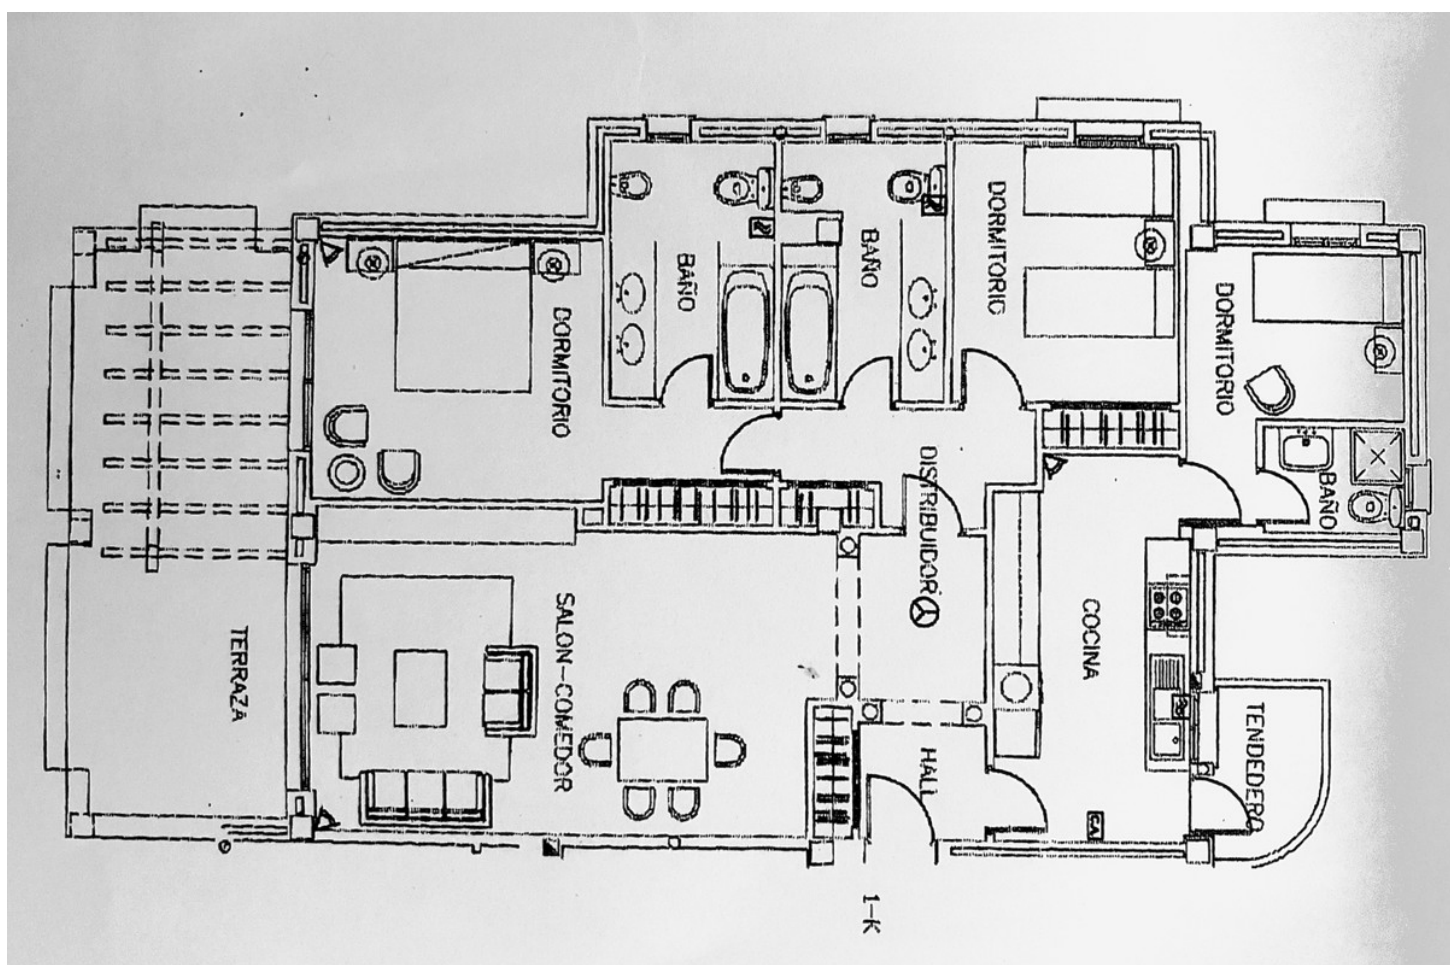 DORMITORIO
BAÑO
BAÑO
DORMITORIO
DORMITORIO
BAÑO
DISTRIBUIDOR
TERRAZA
SALON-COMEDOR
COCINA
HALL
TENDEDERO
1-K